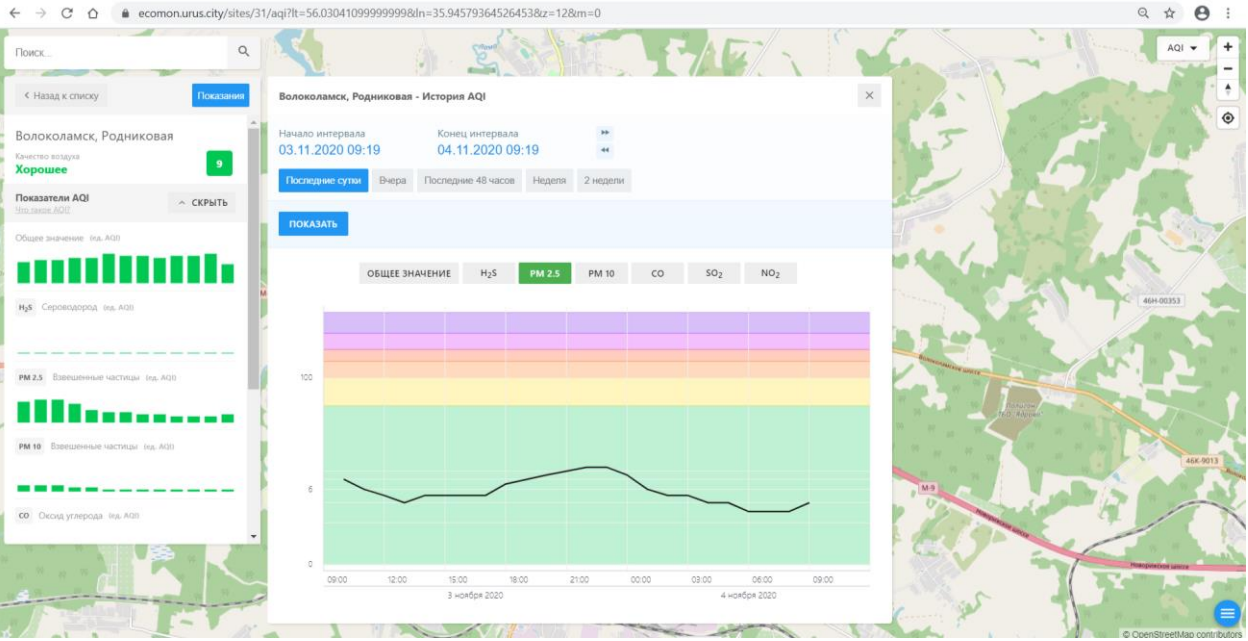 ecomon.urus.city/sites/31/aqi?lt=56.03041099999999&ln=35.94579364526453&z=12&m=0
Поиск...
AQI
Назад к списку
Показания
Волоколамск, Родниковая - История AQI
Волоколамск, Родниковая
Качество воздуха
Хорошее
9
Начало интервала
Конец интервала
03.11.2020 09:19
04.11.2020 09:19
Последние сутки
Вчера
Последние 48 часов
Неделя
2 недели
Показатели AQI
Что такое AQI?
СКРЫТЬ
ПОКАЗАТЬ
Общее значение (ед. AQI)
ОБЩЕЕ ЗНАЧЕНИЕ
H₂S
PM 2.5
PM 10
CO
SO₂
NO₂
H₂S Сероводород (ед. AQI)
PM 2.5 Взвешенные частицы (ед. AQI)
PM 10 Взвешенные частицы (ед. AQI)
CO Оксид углерода (ед. AQI)
100
6
0
09:00 12:00 15:00 18:00 21:00 00:00 03:00 06:00 09:00
3 ноября 2020
4 ноября 2020
46Н-00353
Волоколамское шоссе
Полигон
ТБО "Ядрово"
46К-9013
М-9
Новорижское шоссе
Новорижское шоссе
© OpenStreetMap contributors